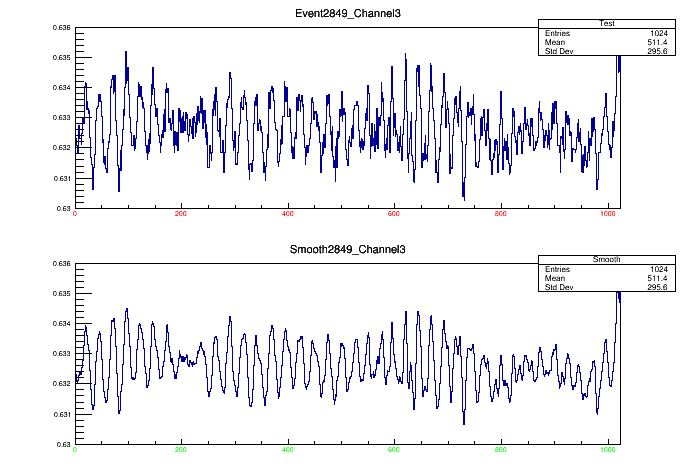 Event2849_Channel3
Test
Entries 1024
Mean 511.4
Std Dev 295.6
0.636
0.635
0.634
0.633
0.632
0.631
0.63
0 200 400 600 800 1000
Smooth2849_Channel3
Smooth
Entries 1024
Mean 511.4
Std Dev 295.6
0.636
0.635
0.634
0.633
0.632
0.631
0.63
0 200 400 600 800 1000